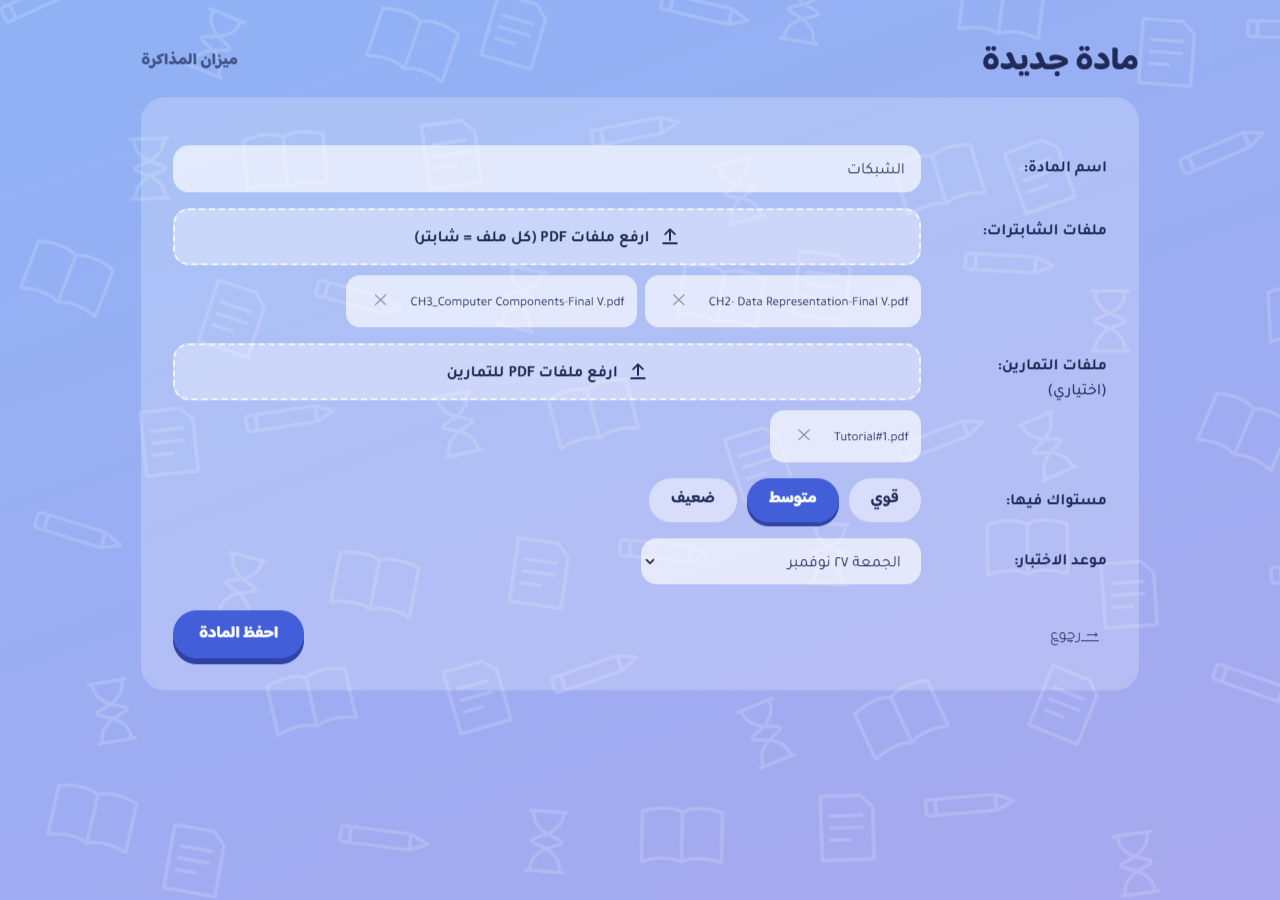 مادة جديدة
ميزان المذاكرة
اسم المادة:
الشبكات
ملفات الشابترات:
ارفع ملفات PDF (كل ملف = شابتر)
CH2- Data Representation-Final V.pdf
CH3_Computer Components-Final V.pdf
ملفات التمارين:
(اختياري)
ارفع ملفات PDF للتمارين
Tutorial#1.pdf
مستواك فيها:
قوي
متوسط
ضعيف
موعد الاختبار:
الجمعة ٢٧ نوفمبر
→ رجوع
احفظ المادة